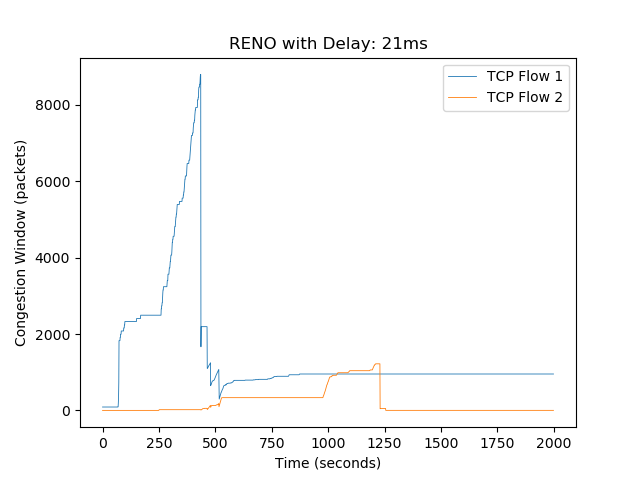 RENO with Delay: 21ms
TCP Flow 1
TCP Flow 2
8000
6000
4000
2000
0
Congestion Window (packets)
0 250 500 750 1000 1250 1500 1750 2000
Time (seconds)